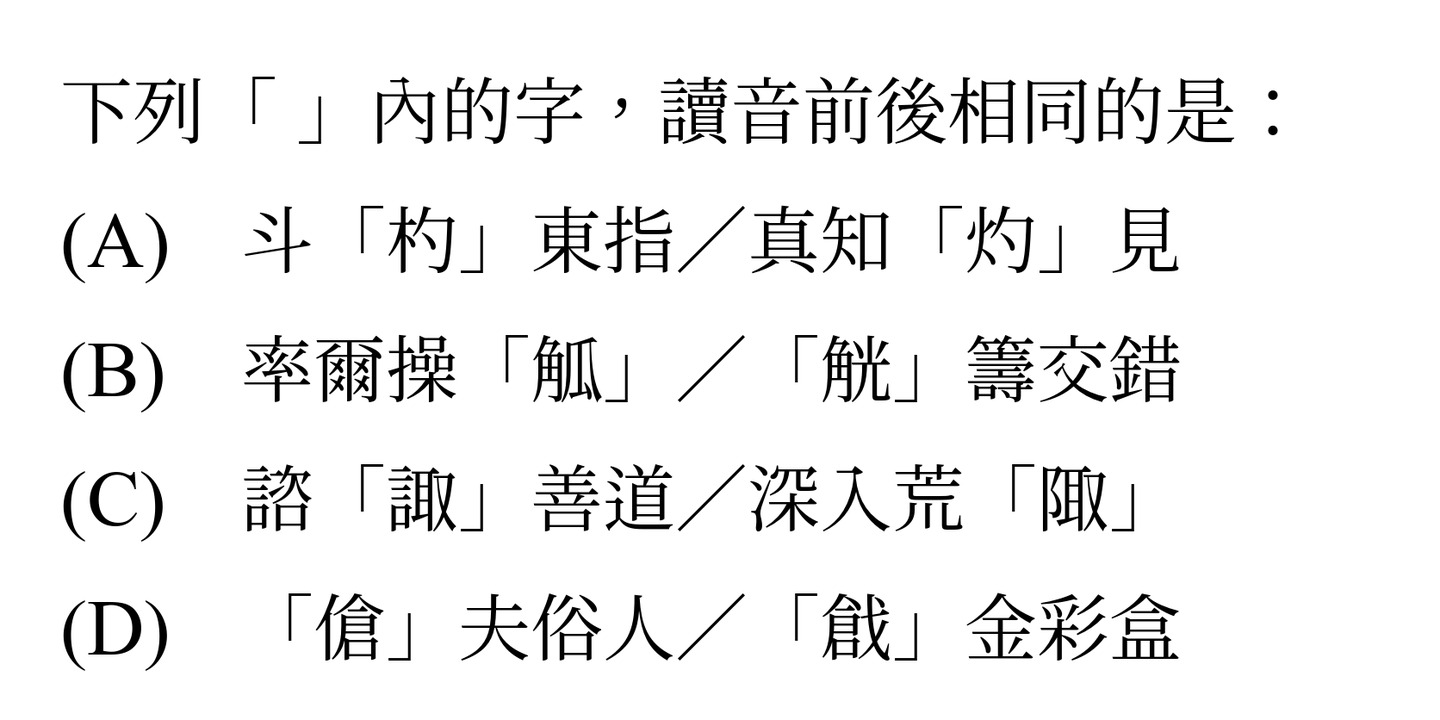 下列「 」內的字，讀音前後相同的是：
(A) 斗「杓」東指／真知「灼」見
(B) 率爾操「觚」／「觥」籌交錯
(C) 諮「諏」善道／深入荒「陬」
(D) 「傖」夫俗人／「戧」金彩盒